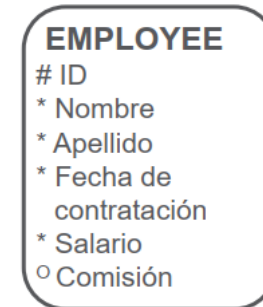 EMPLOYEE
# ID
* Nombre
* Apellido
* Fecha de
contratación
* Salario
O Comisión